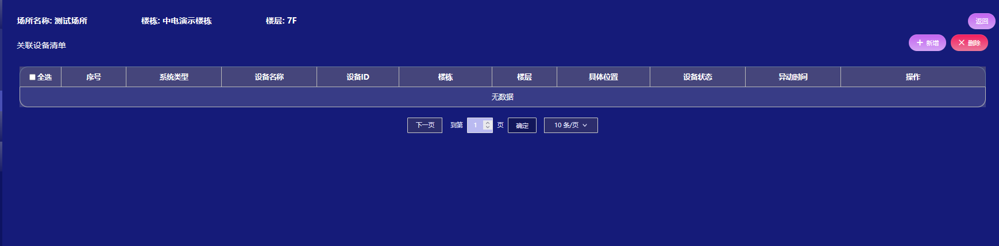 场所名称: 测试场所 楼栋: 中电演示楼栋 楼层: 7F 返回
关联设备清单 新增 删除
全选 序号 系统类型 设备名称 设备ID 楼栋 楼层 具体位置 设备状态 异动时间 操作
无数据
下一页 到第 1 页 确定 10 条/页